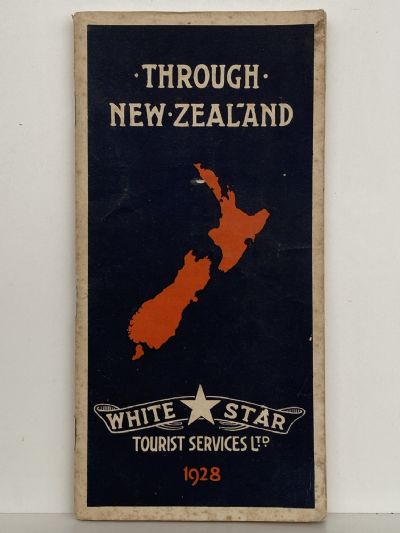 ·THROUGH·
NEW·ZEALAND
WHITE STAR
TOURIST SERVICES LTD
1928